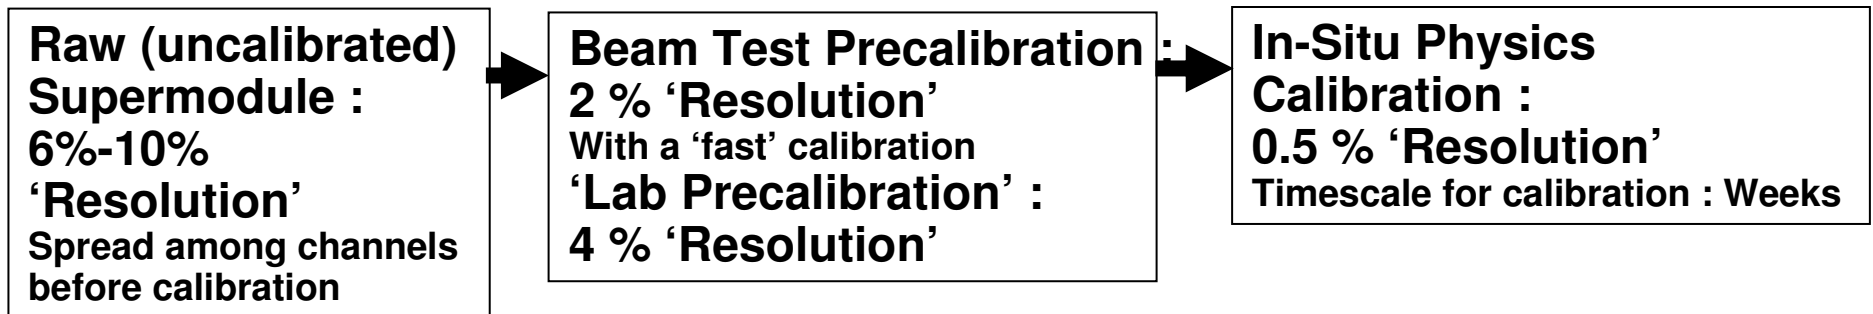 Raw (uncalibrated)
Supermodule :
6%-10%
‘Resolution’
Spread among channels
before calibration
Beam Test Precalibration :
2 % ‘Resolution’
With a ‘fast’ calibration
‘Lab Precalibration’ :
4 % ‘Resolution’
In-Situ Physics
Calibration :
0.5 % ‘Resolution’
Timescale for calibration : Weeks